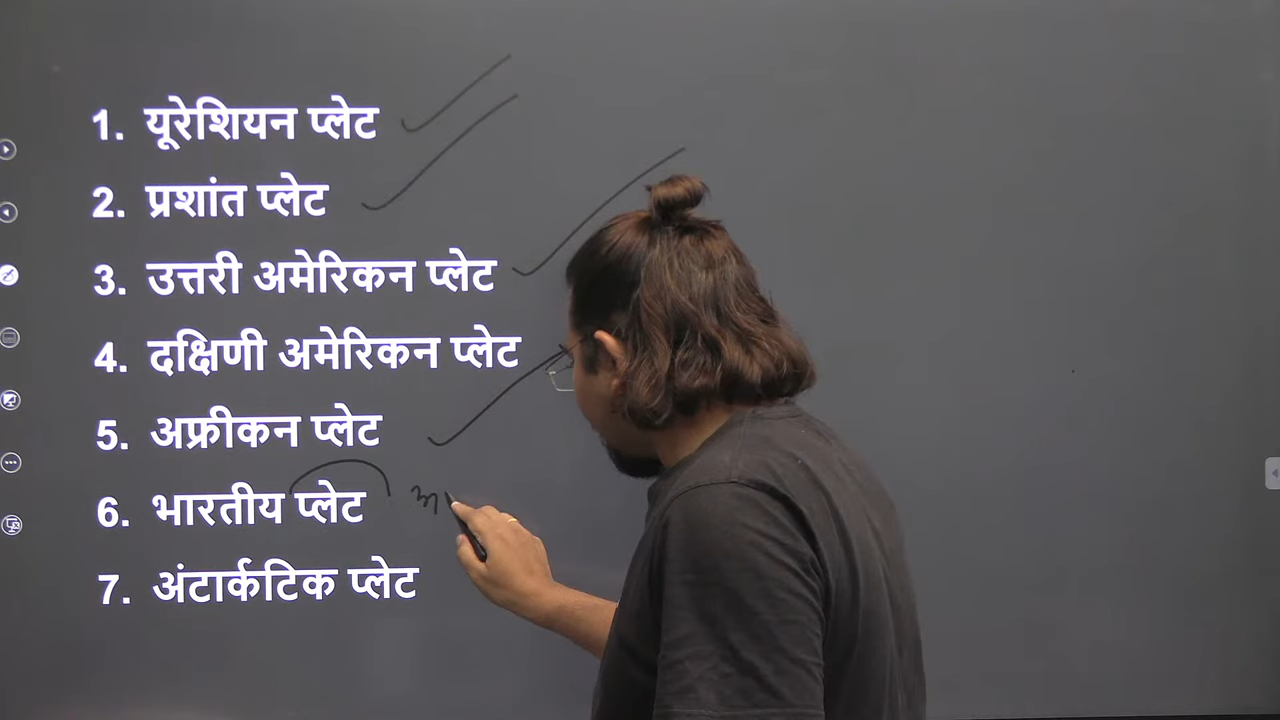 1. यूरेशियन प्लेट
2. प्रशांत प्लेट
3. उत्तरी अमेरिकन प्लेट
4. दक्षिणी अमेरिकन प्लेट
5. अफ्रीकन प्लेट
6. भारतीय प्लेट
7. अंटार्कटिक प्लेट